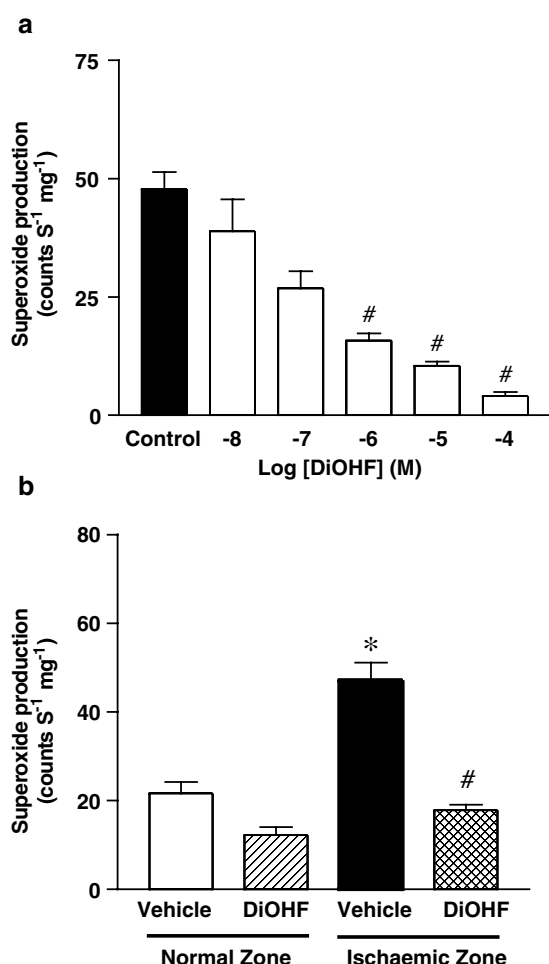 a
Superoxide production
(counts S⁻¹ mg⁻¹)
75
50
25
0
#
#
#
Control -8 -7 -6 -5 -4
Log [DiOHF] (M)
b
Superoxide production
(counts S⁻¹ mg⁻¹)
80
60
40
20
0
*
#
Vehicle DiOHF Vehicle DiOHF
Normal Zone Ischaemic Zone